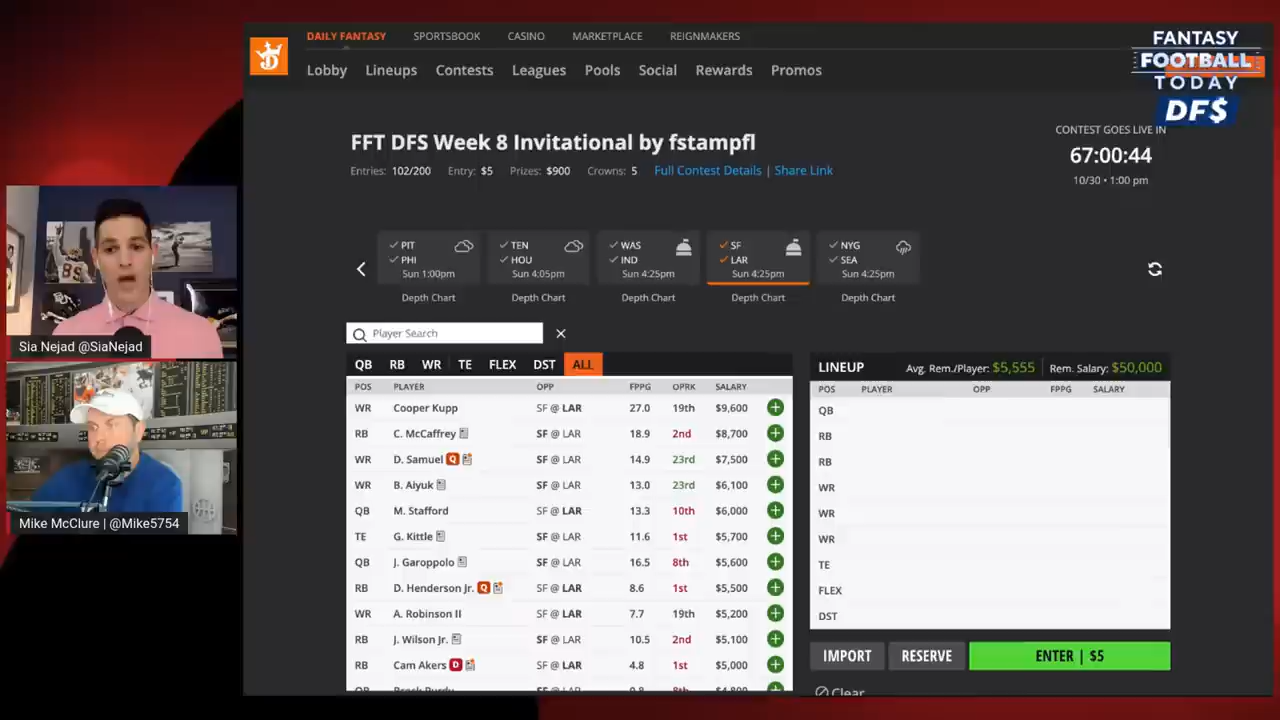 DAILY FANTASY SPORTSBOOK CASINO MARKETPLACE REIGNMAKERS
Lobby Lineups Contests Leagues Pools Social Rewards Promos
FANTASY
FOOTBALL
TODAY
DF$
FFT DFS Week 8 Invitational by fstampfl
Entries: 102/200 Entry: $5 Prizes: $900 Crowns: 5 Full Contest Details | Share Link
CONTEST GOES LIVE IN
67:00:44
10/30 • 1:00 pm
PIT
PHI
Sun 1:00pm
Depth Chart
TEN
HOU
Sun 4:05pm
Depth Chart
WAS
IND
Sun 4:25pm
Depth Chart
SF
LAR
Sun 4:25pm
Depth Chart
NYG
SEA
Sun 4:25pm
Depth Chart
Player Search
QB RB WR TE FLEX DST ALL
POS PLAYER OPP FPPG OPRK SALARY
WR Cooper Kupp SF @ LAR 27.0 19th $9,600
RB C. McCaffrey SF @ LAR 18.9 2nd $8,700
WR D. Samuel Q SF @ LAR 14.9 23rd $7,500
WR B. Aiyuk SF @ LAR 13.0 23rd $6,100
QB M. Stafford SF @ LAR 13.3 10th $6,000
TE G. Kittle SF @ LAR 11.6 1st $5,700
QB J. Garoppolo SF @ LAR 16.5 8th $5,600
RB D. Henderson Jr. Q SF @ LAR 8.6 1st $5,500
WR A. Robinson II SF @ LAR 7.7 19th $5,200
RB J. Wilson Jr. SF @ LAR 10.5 2nd $5,100
RB Cam Akers D SF @ LAR 4.8 1st $5,000
QB Brock Purdy SF @ LAR 0.8 8th $4,800
LINEUP Avg. Rem./Player: $5,555 Rem. Salary: $50,000
POS PLAYER OPP FPPG SALARY
QB
RB
RB
WR
WR
WR
TE
FLEX
DST
IMPORT RESERVE ENTER | $5
Clear
89
Sia Nejad @SiaNejad
Mike McClure | @Mike5754